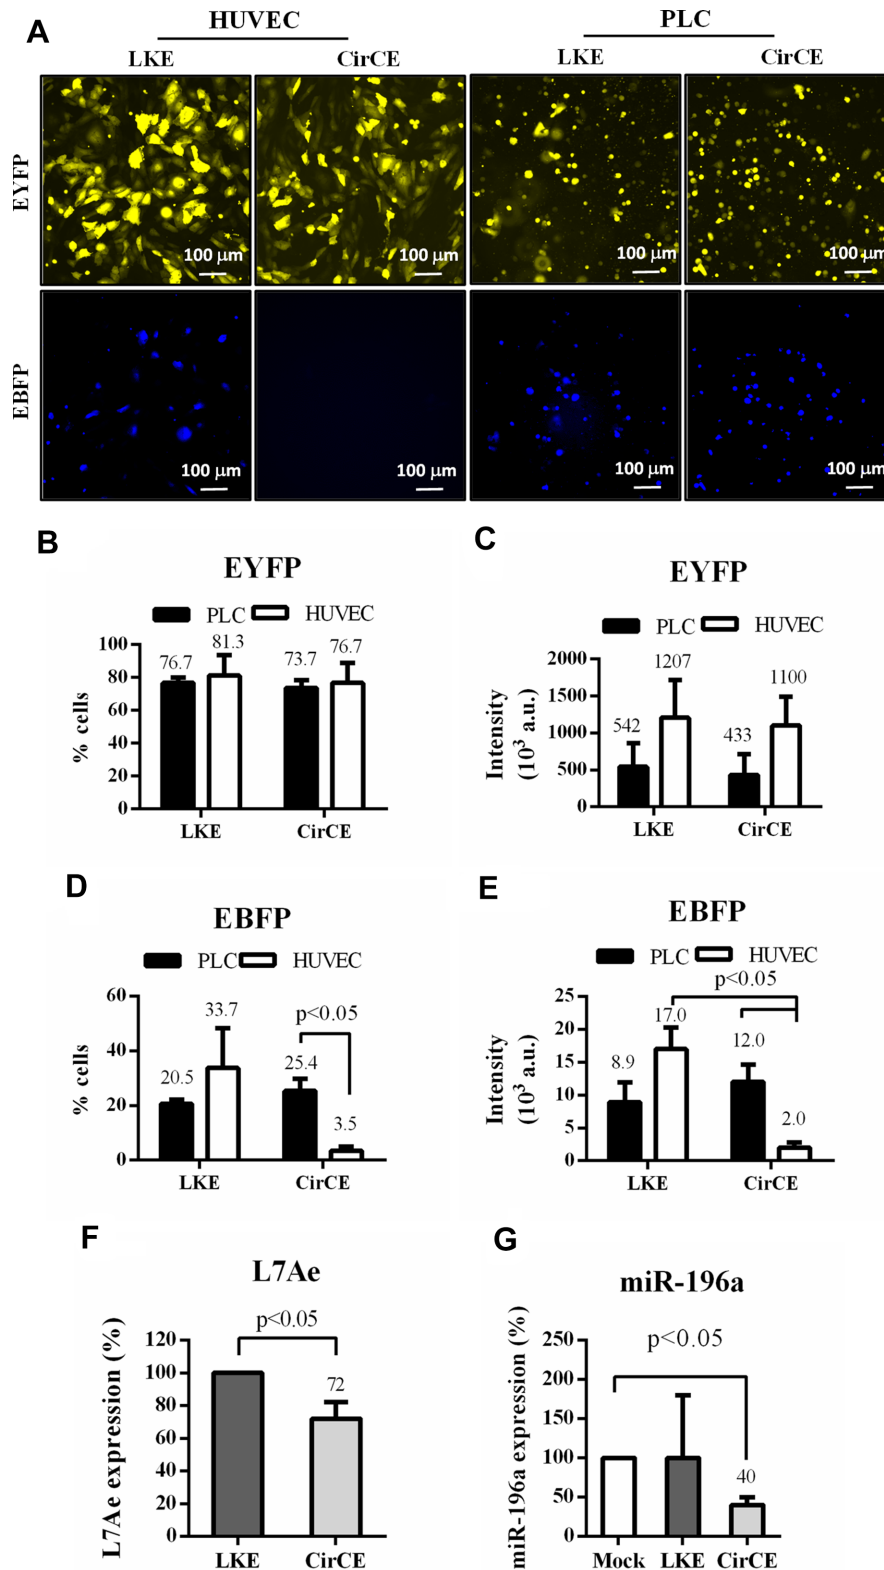 A
HUVEC
PLC
LKE
CirCE
LKE
CirCE
EYFP
100 µm
100 µm
100 µm
100 µm
EBFP
100 µm
100 µm
100 µm
100 µm
B
EYFP
PLC
HUVEC
% cells
100
80
60
40
20
0
76.7
81.3
73.7
76.7
LKE
CirCE
C
EYFP
PLC
HUVEC
Intensity
(10³ a.u.)
2000
1500
1000
500
0
542
1207
433
1100
LKE
CirCE
D
EBFP
PLC
HUVEC
% cells
60
40
20
0
20.5
33.7
25.4
3.5
p<0.05
LKE
CirCE
E
EBFP
PLC
HUVEC
p<0.05
Intensity
(10³ a.u.)
25
20
15
10
5
0
8.9
17.0
12.0
2.0
LKE
CirCE
F
L7Ae
p<0.05
L7Ae expression (%)
120
100
80
60
40
20
0
72
LKE
CirCE
G
miR-196a
p<0.05
miR-196a expression (%)
250
200
150
100
50
0
40
Mock
LKE
CirCE